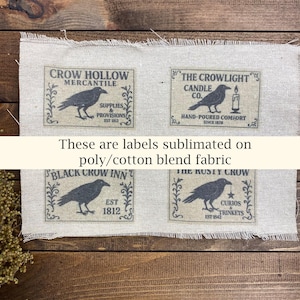 CROW HOLLOW
MERCANTILE
SUPPLIES
&
PROVISIONS
THE CROWLIGHT
CANDLE
CO.
HAND-POURED COMFORT
These are labels sublimated on
poly/cotton blend fabric
BLACK CROW INN
EST
1812
THE RUSTY CROW
CURIOS
&
TRINKETS